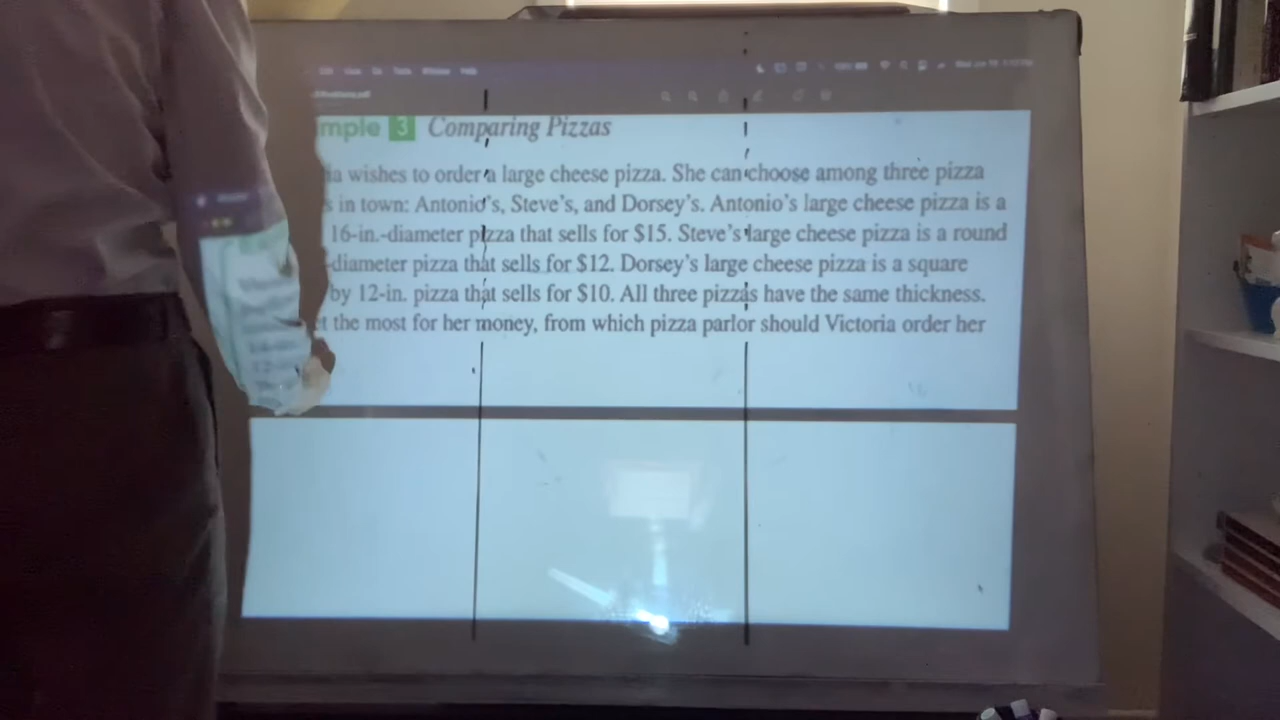 mple 3 Comparing Pizzas
ia wishes to order a large cheese pizza. She can choose among three pizza
s in town: Antonio's, Steve's, and Dorsey's. Antonio's large cheese pizza is a
16-in.-diameter pizza that sells for $15. Steve's large cheese pizza is a round
-diameter pizza that sells for $12. Dorsey's large cheese pizza is a square
by 12-in. pizza that sells for $10. All three pizzas have the same thickness.
t the most for her money, from which pizza parlor should Victoria order her